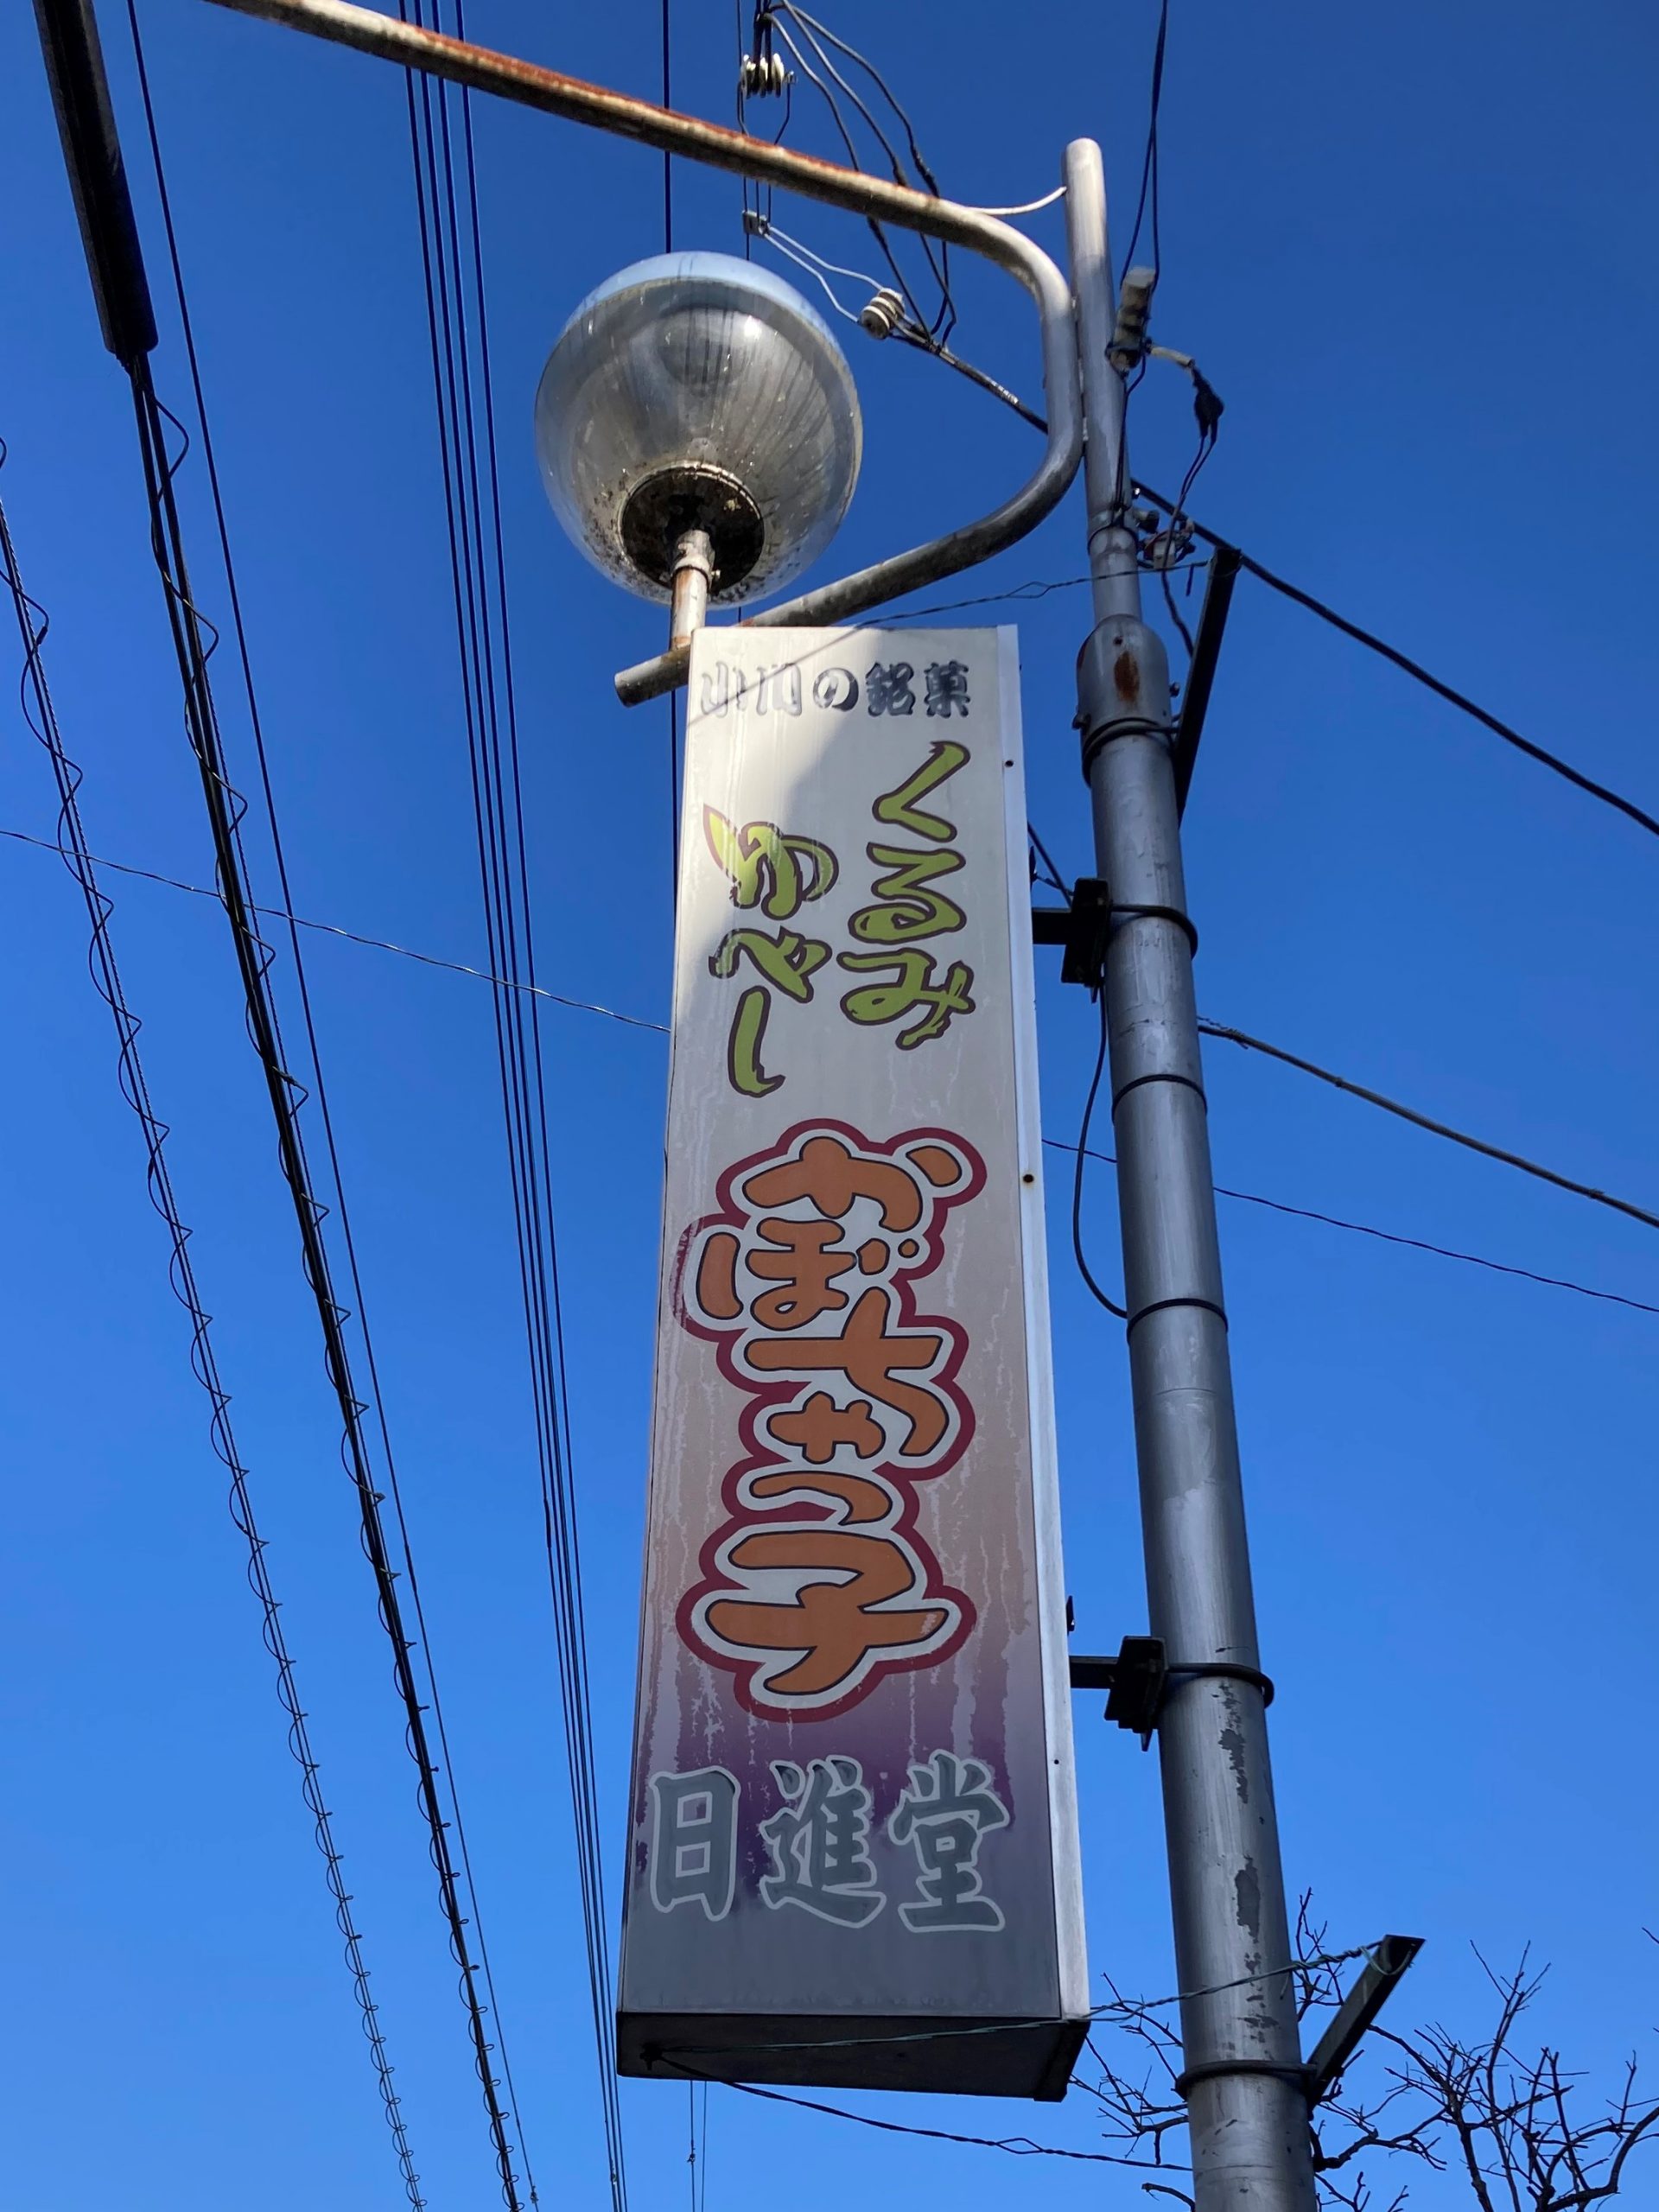 小川の銘菓
くるみ
ゆべし
かぼちゃっ子
日進堂